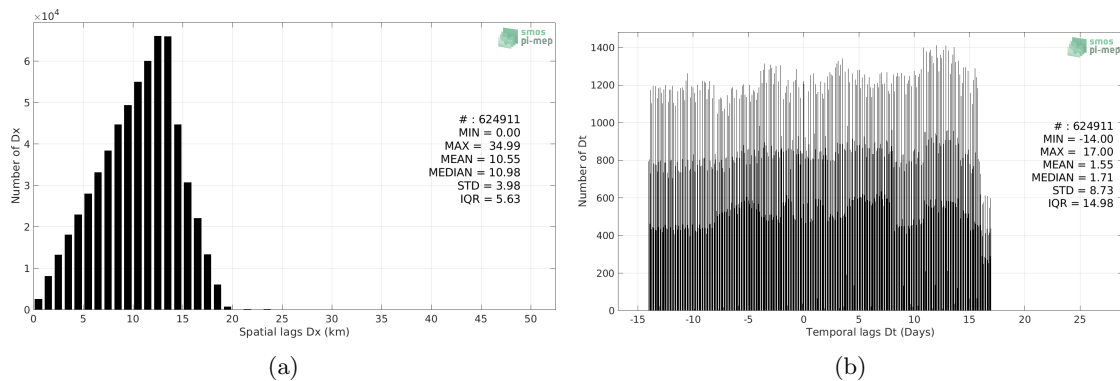 ×10⁴
smos
pi-mep
6
5
4
3
2
1
0
Number of Dx
# : 624911
MIN = 0.00
MAX = 34.99
MEAN = 10.55
MEDIAN = 10.98
STD = 3.98
IQR = 5.63
0 5 10 15 20 25 30 35 40 45 50
Spatial lags Dx (km)
(a)
smos
pi-mep
1400
1200
1000
800
600
400
200
0
Number of Dt
# : 624911
MIN = -14.00
MAX = 17.00
MEAN = 1.55
MEDIAN = 1.71
STD = 8.73
IQR = 14.98
-15 -10 -5 0 5 10 15 20 25
Temporal lags Dt (Days)
(b)